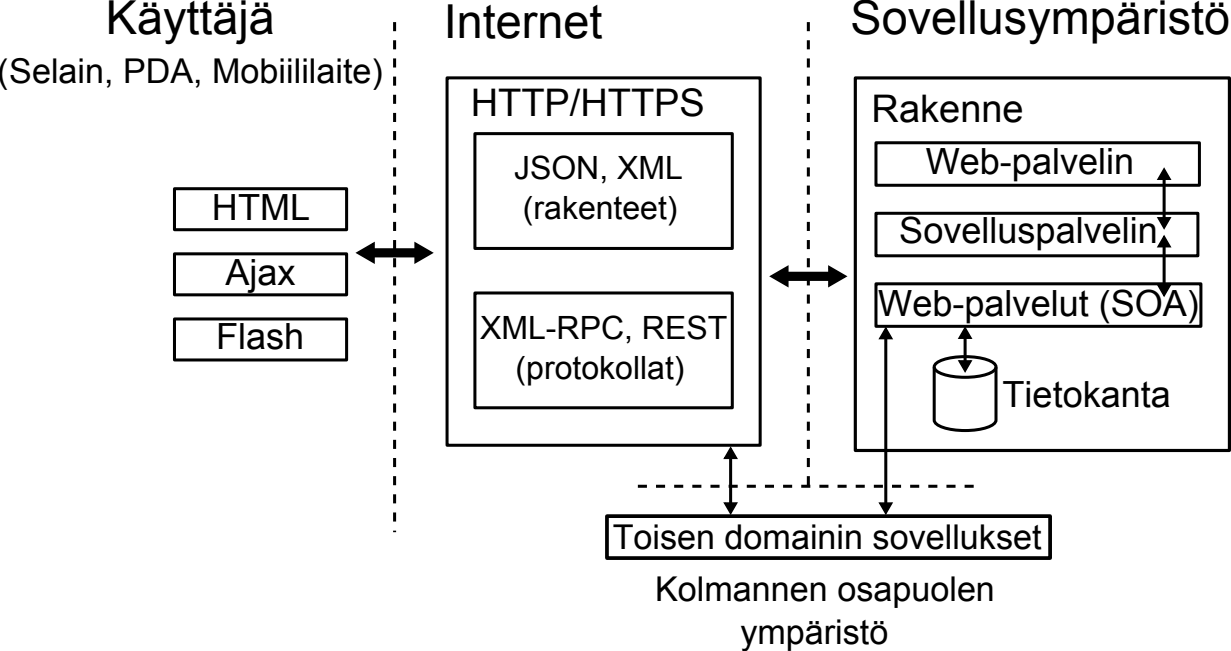 Käyttäjä
(Selain, PDA, Mobiililaite)
HTML
Ajax
Flash
Internet
HTTP/HTTPS
JSON, XML
(rakenteet)
XML-RPC, REST
(protokollat)
Sovellusympäristö
Rakenne
Web-palvelin
Sovelluspalvelin
Web-palvelut (SOA)
Tietokanta
Toisen domainin sovellukset
Kolmannen osapuolen
ympäristö